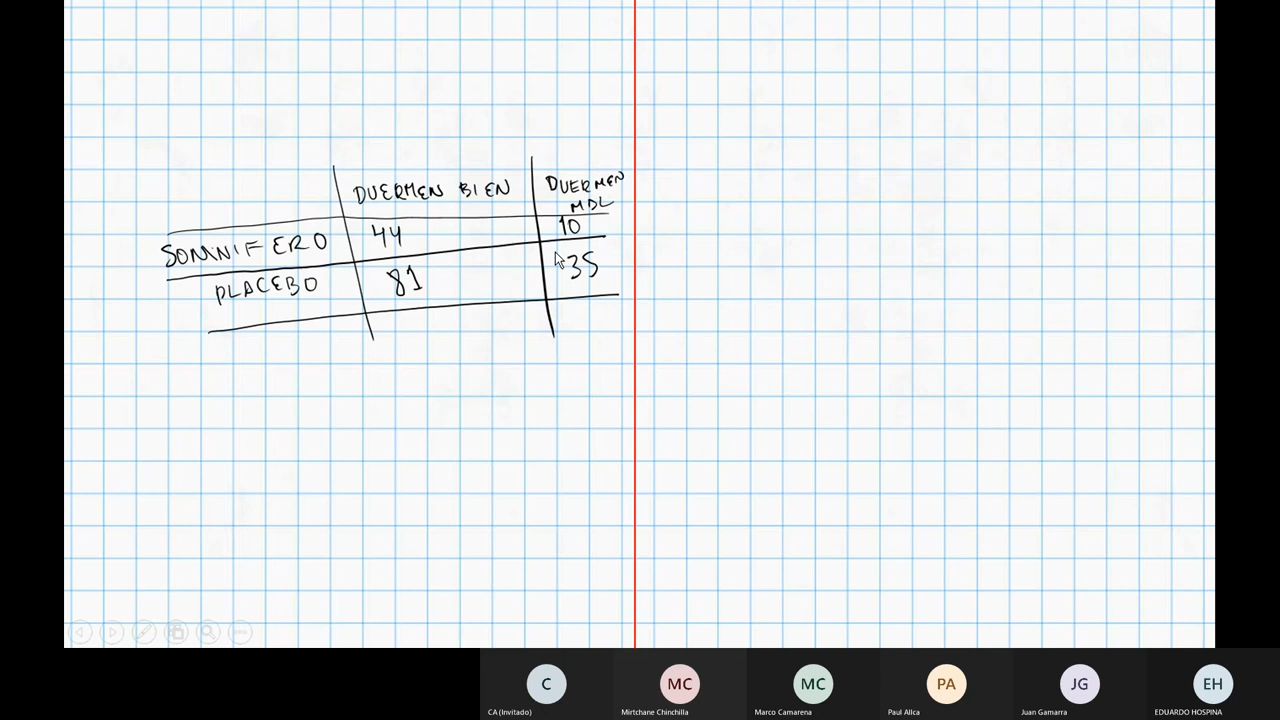 DUERMEN BIEN
DUERMEN
MAL
SOMNIFERO
44
10
PLACEBO
81
35
C
MC
MC
PA
JG
EH
CA (Invitado)
Mirtchane Chinchilla
Marco Camarena
Paul Allca
Juan Gamarra
EDUARDO HOSPINA